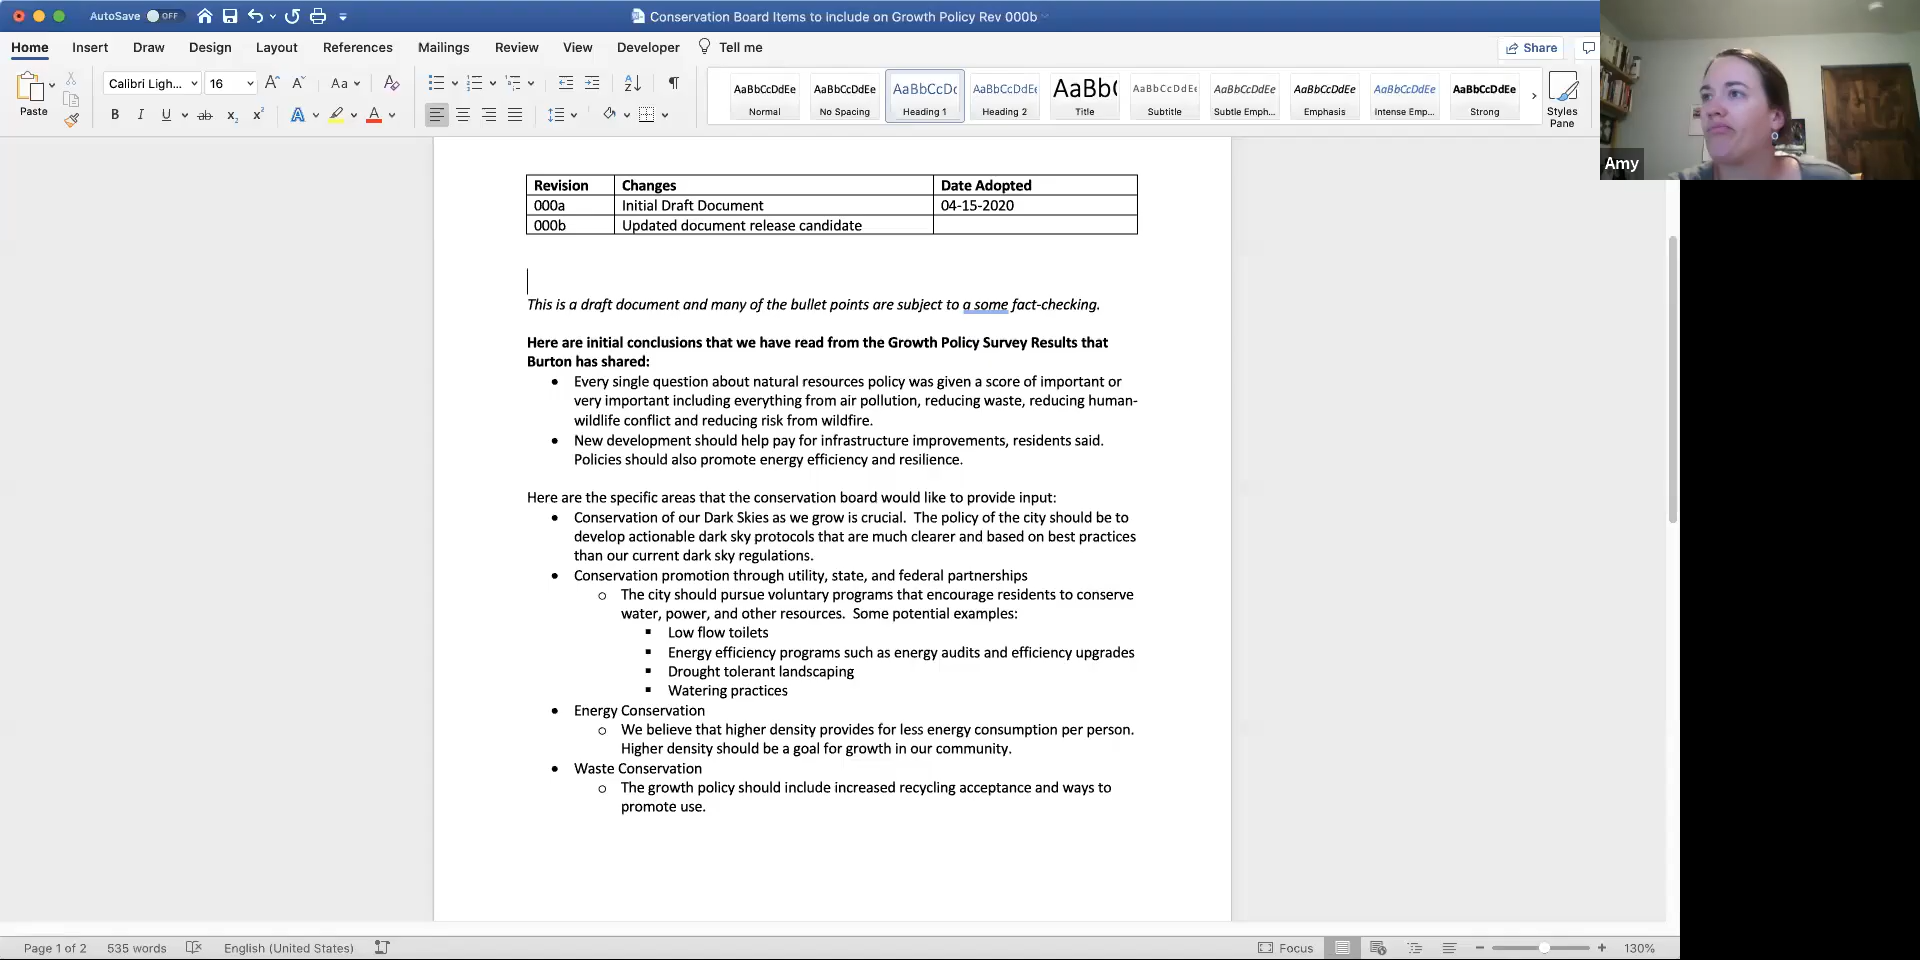 AutoSave OFF
Conservation Board Items to include on Growth Policy Rev 000b
Home Insert Draw Design Layout References Mailings Review View Developer Tell me
Share
Paste
Calibri Ligh... 16
AaBbCcDdEe AaBbCcDdEe AaBbCcDc AaBbCcDdEe AaBb( AaBbCcDdEe AaBbCcDdEe AaBbCcDdEe AaBbCcDdEe AaBbCcDdEe
Normal No Spacing Heading 1 Heading 2 Title Subtitle Subtle Emph... Emphasis Intense Emp... Strong
Styles
Pane
Amy
Revision Changes Date Adopted
000a Initial Draft Document 04-15-2020
000b Updated document release candidate
This is a draft document and many of the bullet points are subject to a some fact-checking.
Here are initial conclusions that we have read from the Growth Policy Survey Results that
Burton has shared:
• Every single question about natural resources policy was given a score of important or
very important including everything from air pollution, reducing waste, reducing human-
wildlife conflict and reducing risk from wildfire.
• New development should help pay for infrastructure improvements, residents said.
Policies should also promote energy efficiency and resilience.
Here are the specific areas that the conservation board would like to provide input:
• Conservation of our Dark Skies as we grow is crucial. The policy of the city should be to
develop actionable dark sky protocols that are much clearer and based on best practices
than our current dark sky regulations.
• Conservation promotion through utility, state, and federal partnerships
o The city should pursue voluntary programs that encourage residents to conserve
water, power, and other resources. Some potential examples:
▪ Low flow toilets
▪ Energy efficiency programs such as energy audits and efficiency upgrades
▪ Drought tolerant landscaping
▪ Watering practices
• Energy Conservation
o We believe that higher density provides for less energy consumption per person.
Higher density should be a goal for growth in our community.
• Waste Conservation
o The growth policy should include increased recycling acceptance and ways to
promote use.
Page 1 of 2 535 words English (United States) Focus 130%